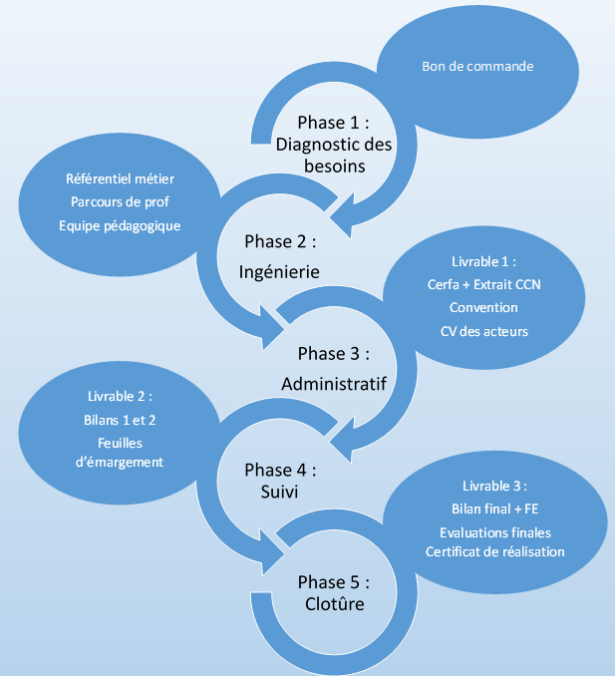 Bon de commande
Phase 1 :
Diagnostic des
besoins
Référentiel métier
Parcours de prof
Equipe pédagogique
Phase 2 :
Ingénierie
Livrable 1 :
Cerfa + Extrait CCN
Convention
CV des acteurs
Phase 3 :
Administratif
Livrable 2 :
Bilans 1 et 2
Feuilles
d'émargement
Phase 4 :
Suivi
Livrable 3 :
Bilan final + FE
Evaluations finales
Certificat de réalisation
Phase 5 :
Clotûre